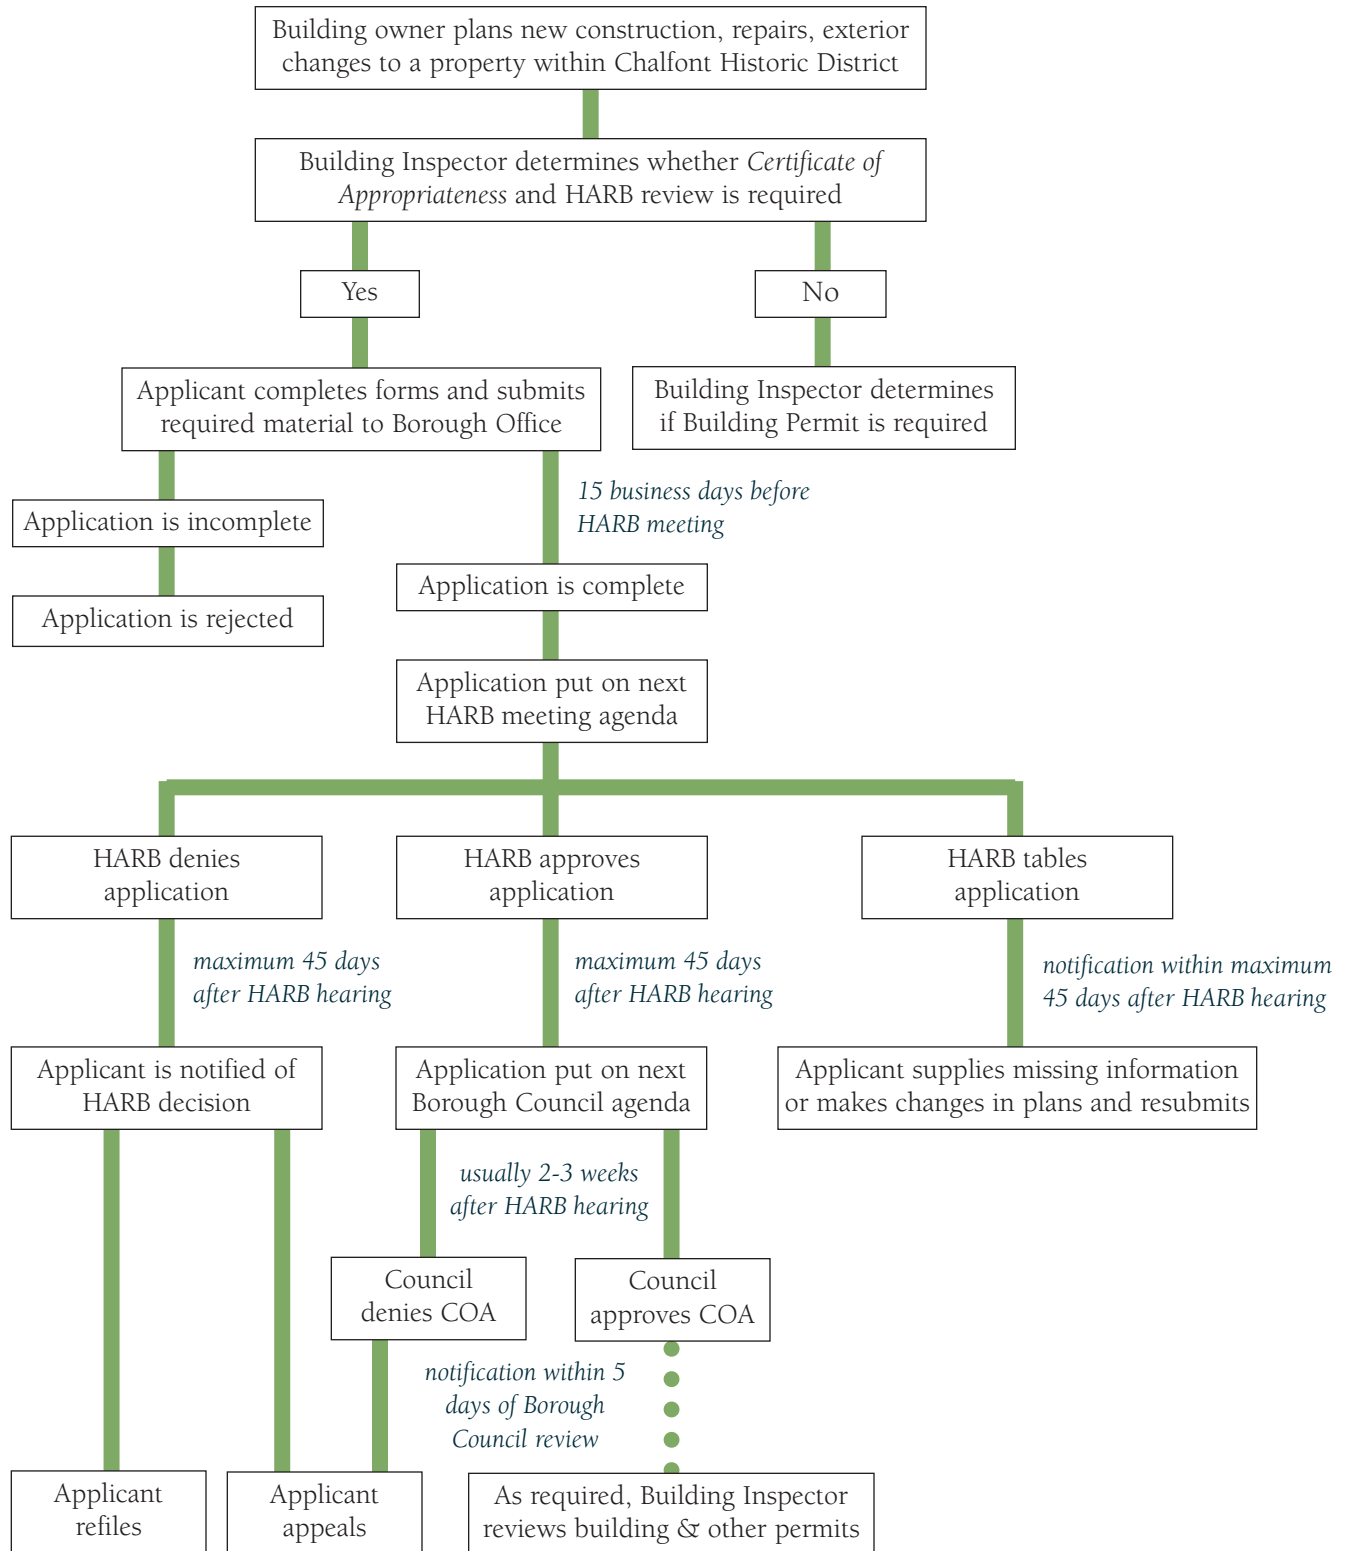 Building owner plans new construction, repairs, exterior
changes to a property within Chalfont Historic District
Building Inspector determines whether Certificate of
Appropriateness and HARB review is required
Yes
No
Applicant completes forms and submits
required material to Borough Office
Building Inspector determines
if Building Permit is required
15 business days before
HARB meeting
Application is incomplete
Application is complete
Application is rejected
Application put on next
HARB meeting agenda
HARB denies
application
HARB approves
application
HARB tables
application
maximum 45 days
after HARB hearing
maximum 45 days
after HARB hearing
notification within maximum
45 days after HARB hearing
Applicant is notified of
HARB decision
Application put on next
Borough Council agenda
Applicant supplies missing information
or makes changes in plans and resubmits
usually 2-3 weeks
after HARB hearing
Council
denies COA
Council
approves COA
notification within 5
days of Borough
Council review
Applicant
refiles
Applicant
appeals
As required, Building Inspector
reviews building & other permits